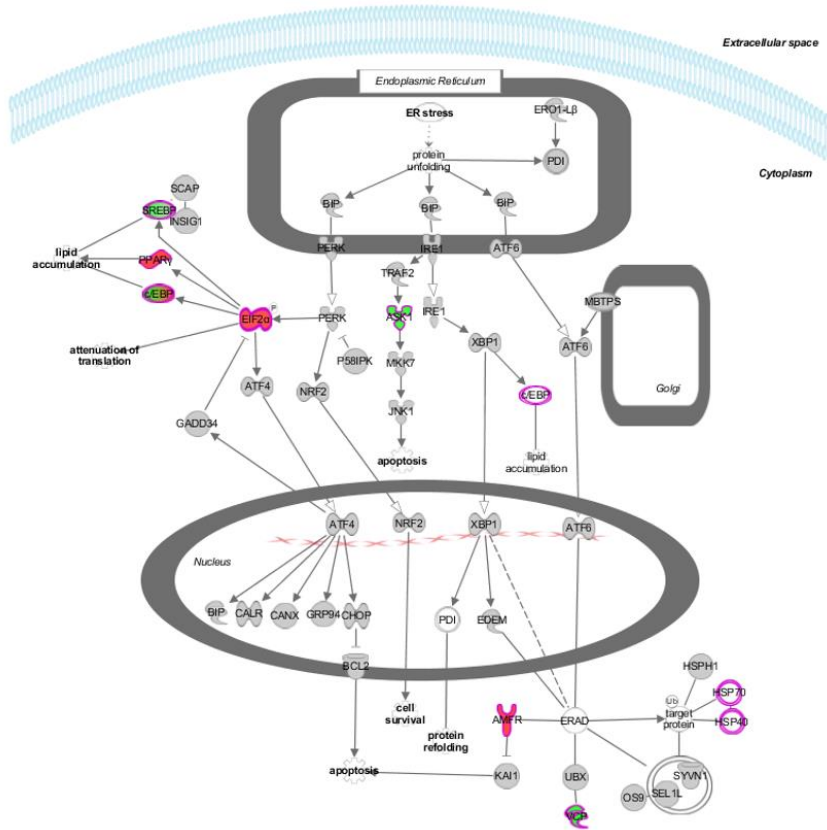 Extracellular space
Endoplasmic Reticulum
ER stress
ERO1-Lβ
protein
unfolding
PDI
Cytoplasm
SCAP
SREBP
INSIG1
BiP
BiP
BiP
PERK
IRE1
ATF6
lipid
accumulation
PPARγ
TRAF2
c/EBP
MBTPS
P
EIF2α
PERK
ASK1
IRE1
attenuation of
translation
P58IPK
MKK7
XBP1
ATF6
ATF4
NRF2
c/EBP
Golgi
GADD34
JNK1
apoptosis
lipid
accumulation
ATF4
NRF2
XBP1
ATF6
Nucleus
BIP
CALR
CANX
GRP94
CHOP
PDI
EDEM
BCL2
HSPH1
cell
survival
protein
refolding
AMFR
ERAD
Ub
target
protein
HSP70
HSP40
apoptosis
KAI1
UBX
SYVN1
OS9
SEL1L
VCP